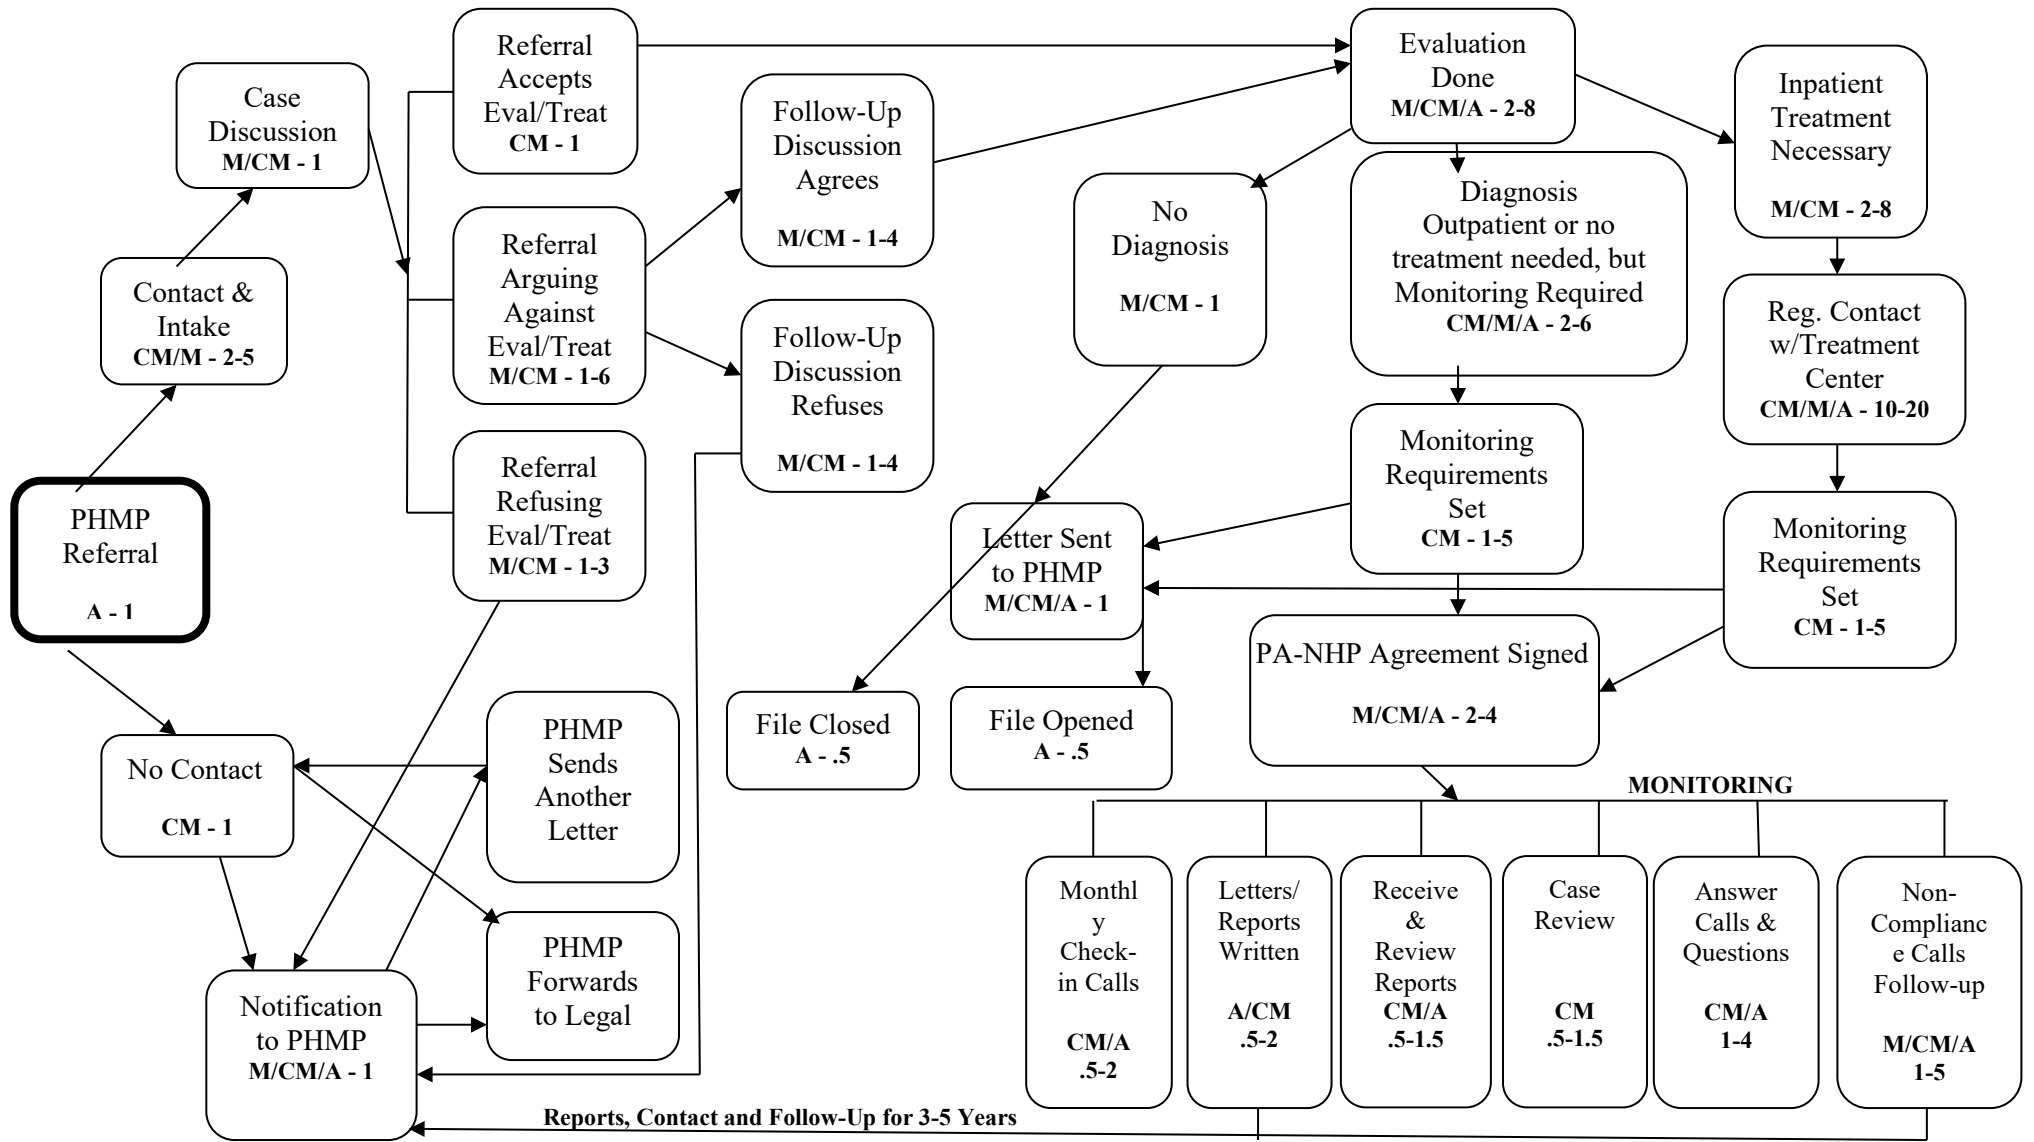 Case
Discussion
M/CM - 1
Contact &
Intake
CM/M - 2-5
PHMP
Referral
A - 1
No Contact
CM - 1
Notification
to PHMP
M/CM/A - 1
Referral
Accepts
Eval/Treat
CM - 1
Referral
Arguing
Against
Eval/Treat
M/CM - 1-6
Referral
Refusing
Eval/Treat
M/CM - 1-3
PHMP
Sends
Another
Letter
PHMP
Forwards
to Legal
Follow-Up
Discussion
Agrees
M/CM - 1-4
Follow-Up
Discussion
Refuses
M/CM - 1-4
Evaluation
Done
M/CM/A - 2-8
No
Diagnosis
M/CM - 1
Diagnosis
Outpatient or no
treatment needed, but
Monitoring Required
CM/M/A - 2-6
Inpatient
Treatment
Necessary
M/CM - 2-8
Reg. Contact
w/Treatment
Center
CM/M/A - 10-20
Monitoring
Requirements
Set
CM - 1-5
Monitoring
Requirements
Set
CM - 1-5
Letter Sent
to PHMP
M/CM/A - 1
File Closed
A - .5
File Opened
A - .5
PA-NHP Agreement Signed
M/CM/A - 2-4
MONITORING
Monthl
y
Check-
in Calls
CM/A
.5-2
Letters/
Reports
Written
A/CM
.5-2
Receive
&
Review
Reports
CM/A
.5-1.5
Case
Review
CM
.5-1.5
Answer
Calls &
Questions
CM/A
1-4
Non-
Complianc
e Calls
Follow-up
M/CM/A
1-5
Reports, Contact and Follow-Up for 3-5 Years